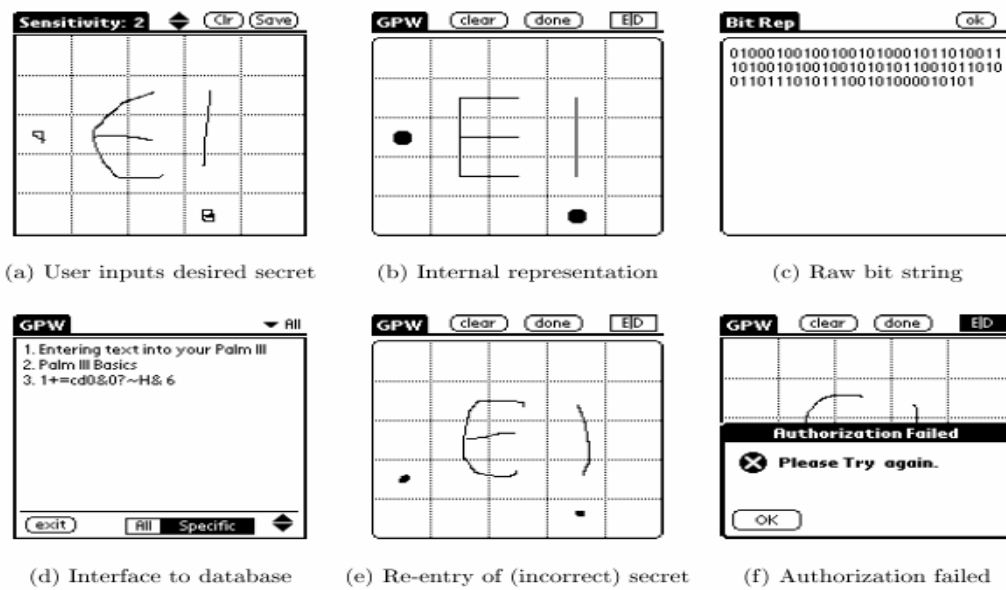 Sensitivity: 2 Clr Save
GPW clear done E|D
Bit Rep ok
010001001001001010001011010011
101001010010010101011001011010
011011101011100101000010101
(a) User inputs desired secret
(b) Internal representation
(c) Raw bit string
GPW All
1. Entering text into your Palm III
2. Palm III Basics
3. 1+=cd0&0?~H& 6
exit All Specific
GPW clear done E|D
GPW clear done E|D
Authorization Failed
Please Try again.
OK
(d) Interface to database
(e) Re-entry of (incorrect) secret
(f) Authorization failed